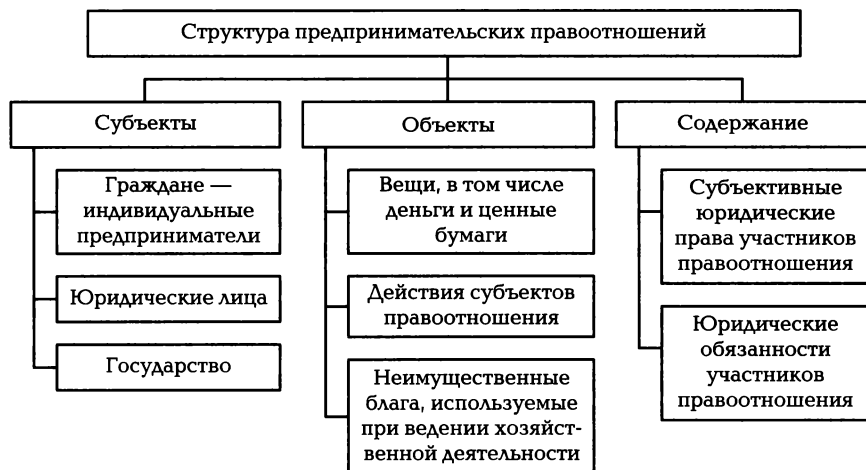 Структура предпринимательских правоотношений
Субъекты
Граждане —
индивидуальные
предприниматели
Юридические лица
Государство
Объекты
Вещи, в том числе
деньги и ценные
бумаги
Действия субъектов
правоотношения
Неимущественные
блага, используемые
при ведении хозяйст-
венной деятельности
Содержание
Субъективные
юридические
права участников
правоотношения
Юридические
обязанности
участников
правоотношения